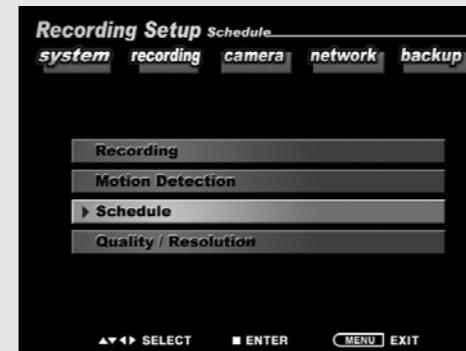 Recording Setup Schedule
system recording camera network backup
Recording
Motion Detection
Schedule
Quality / Resolution
▲▼◀▶ SELECT ■ ENTER MENU EXIT